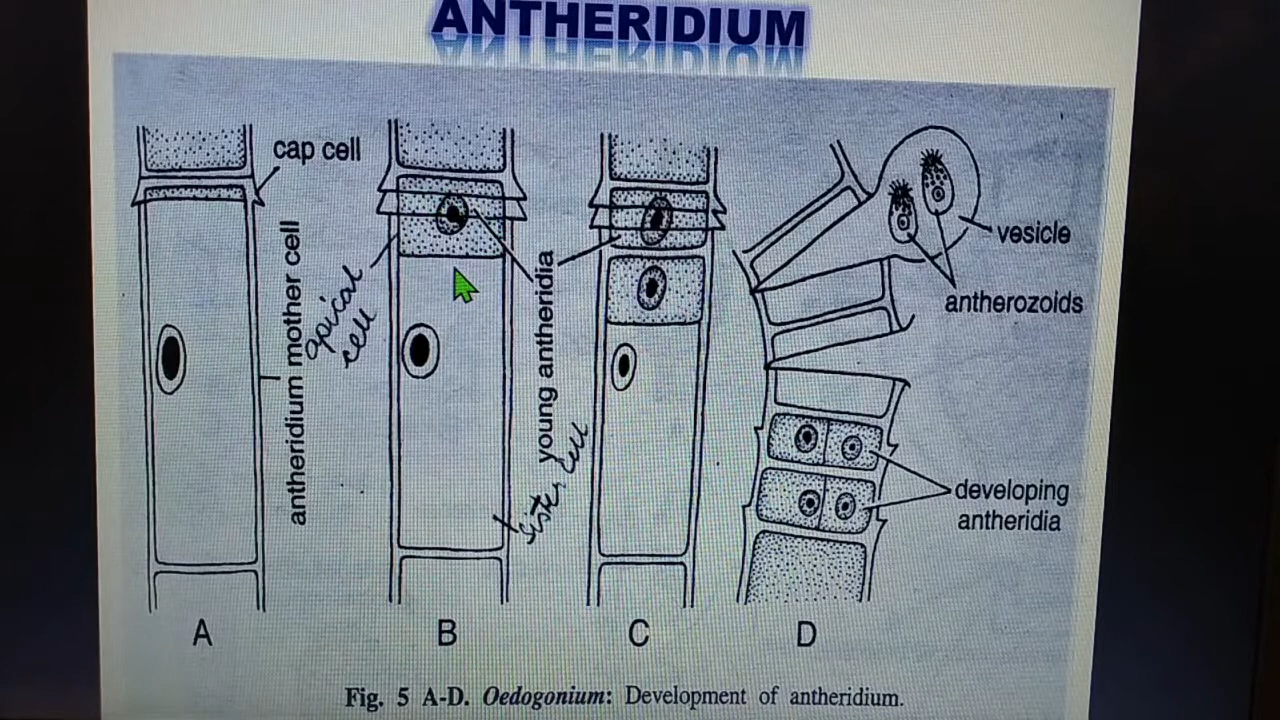 ANTHERIDIUM
cap cell
antheridium mother cell
apical
cell
young antheridia
Sister cell
vesicle
antherozoids
developing
antheridia
A
B
C
D
Fig. 5 A-D. Oedogonium: Development of antheridium.